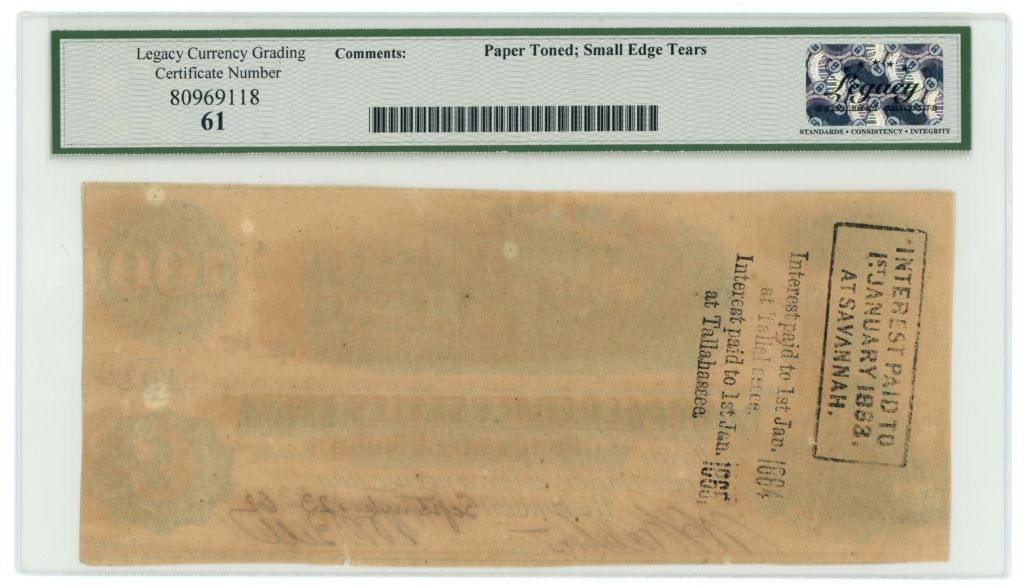 Legacy Currency Grading
Certificate Number
80969118
61
Comments:
Paper Toned; Small Edge Tears
Legacy
STANDARDS • CONSISTENCY • INTEGRITY
INTEREST PAID TO
1ST JANUARY 1863.
AT SAVANNAH.
Interest paid to 1st Jan. 1864
at Tallahassee
Interest paid to 1st Jan. 1865,
at Tallahassee.